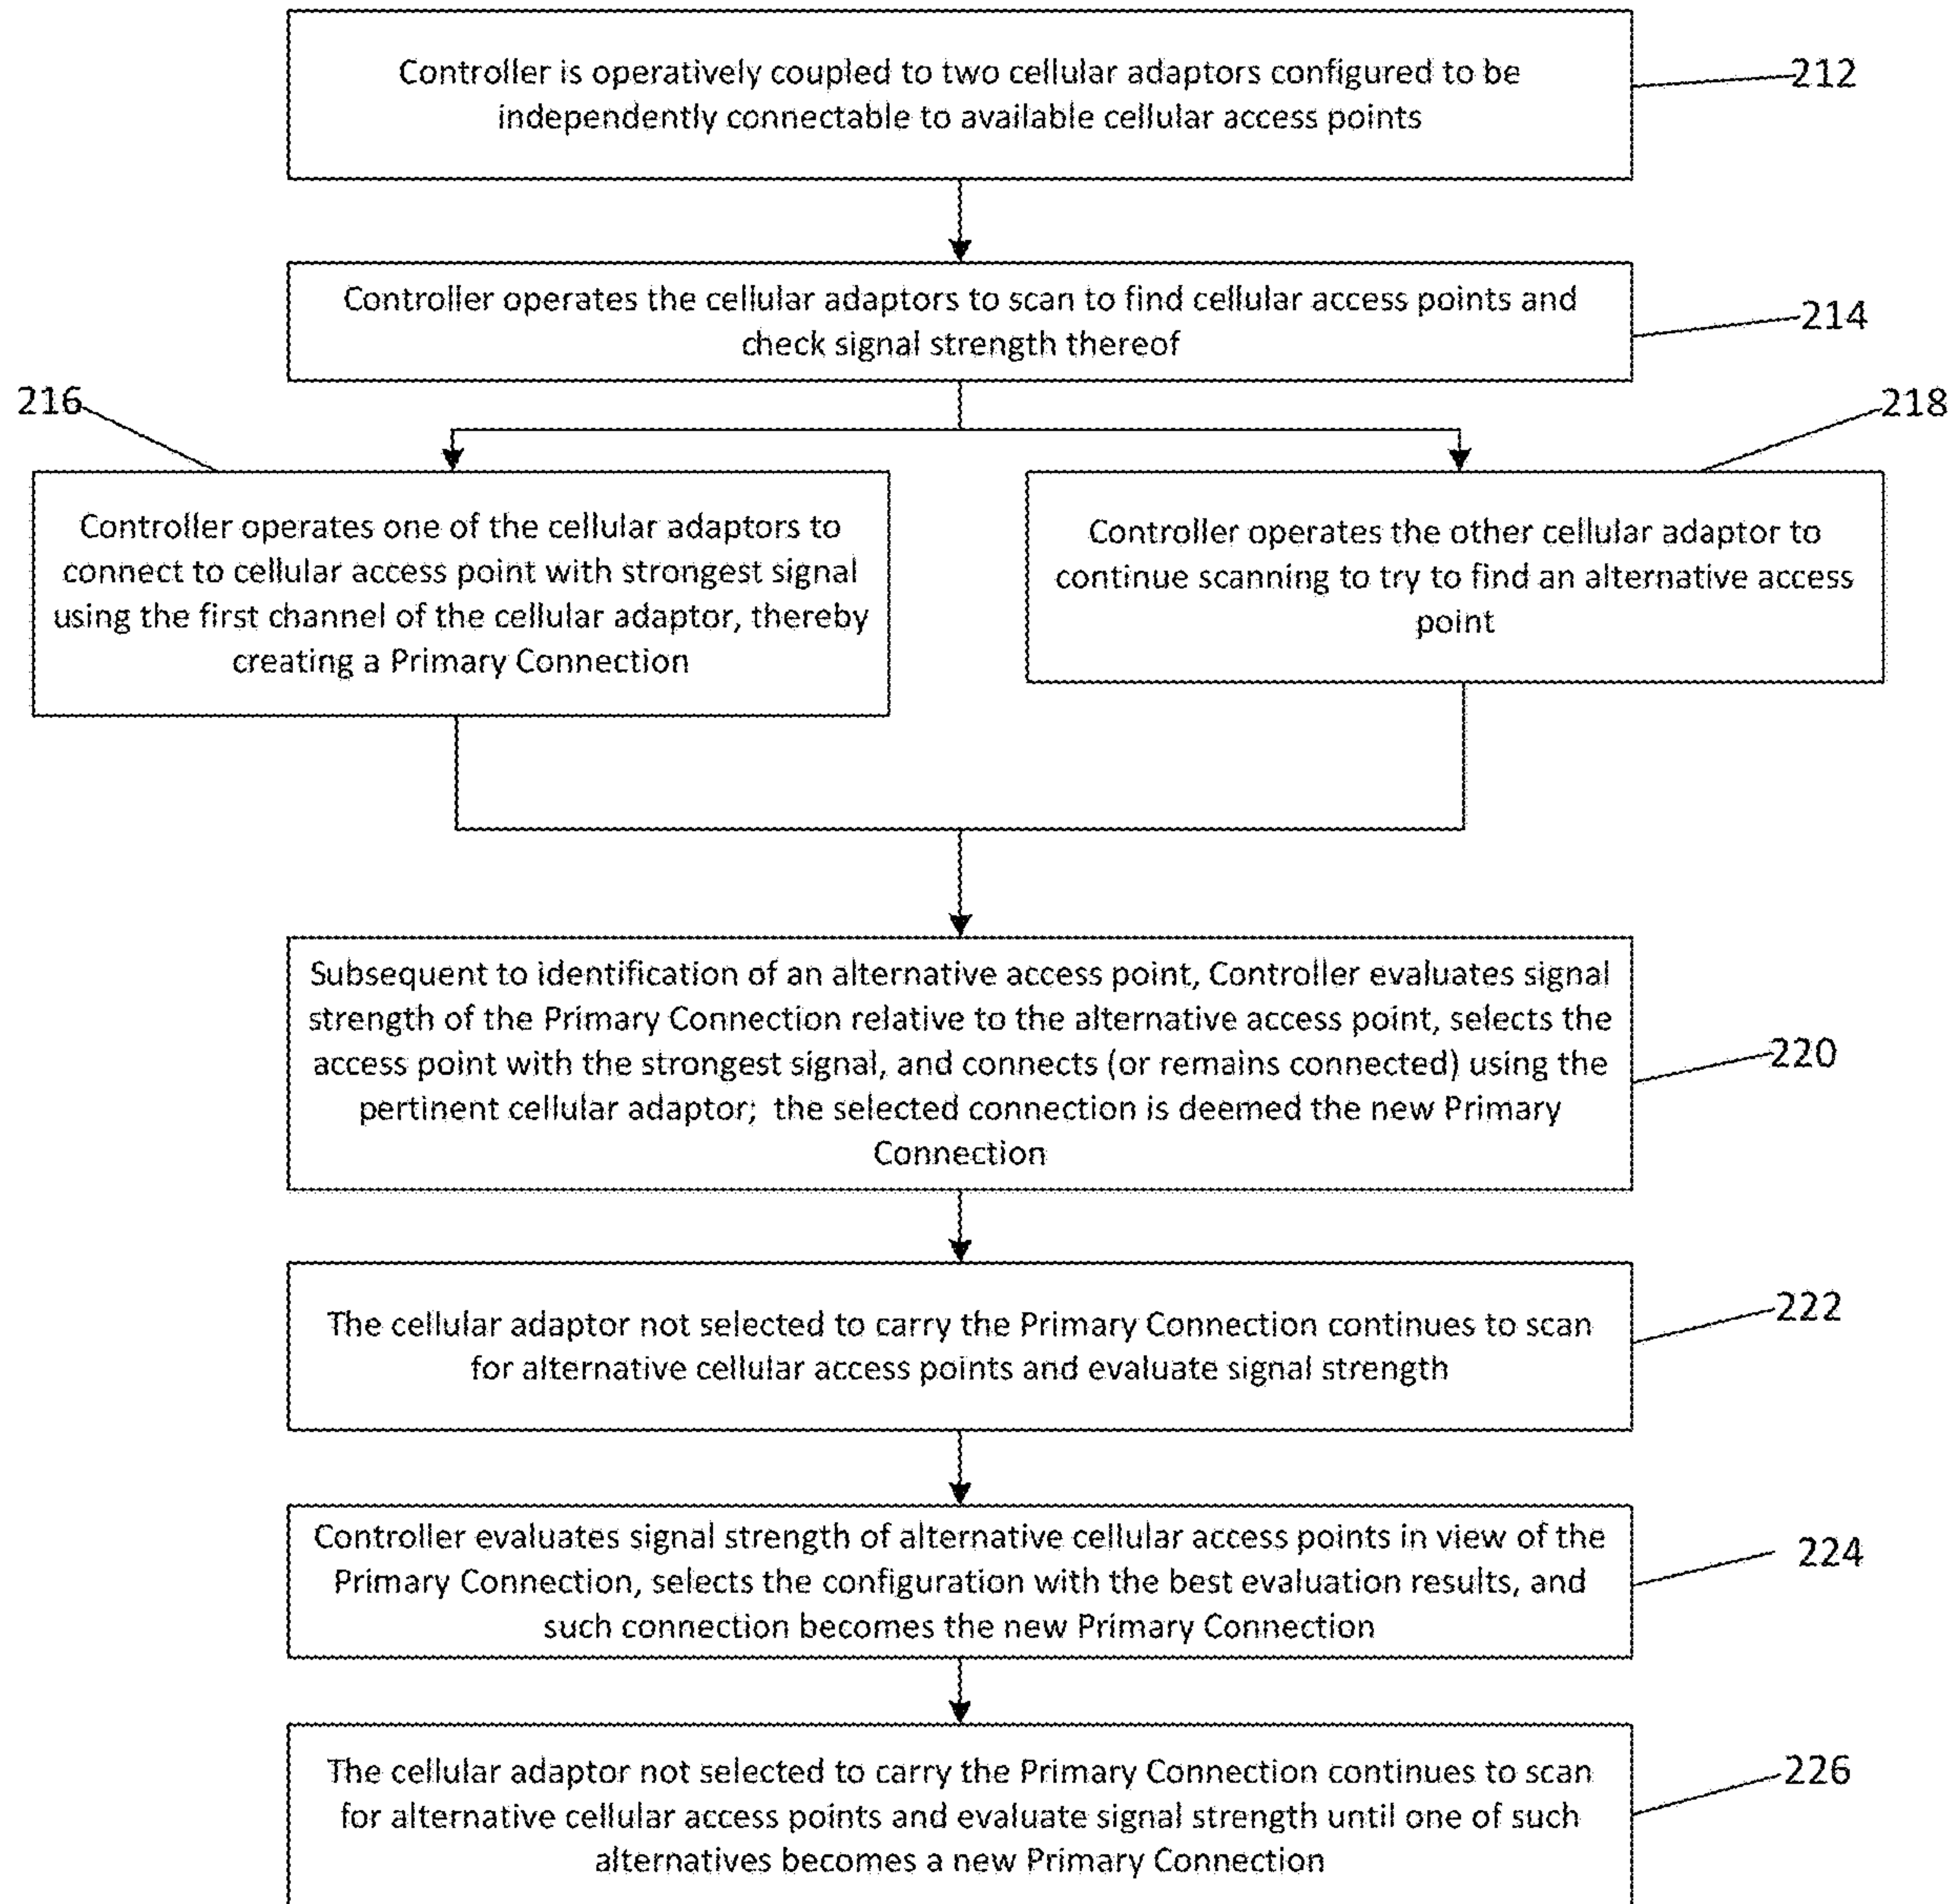 Controller is operatively coupled to two cellular adaptors configured to be
independently connectable to available cellular access points
212
Controller operates the cellular adaptors to scan to find cellular access points and
check signal strength thereof
214
216
218
Controller operates one of the cellular adaptors to
connect to cellular access point with strongest signal
using the first channel of the cellular adaptor, thereby
creating a Primary Connection
Controller operates the other cellular adaptor to
continue scanning to try to find an alternative access
point
Subsequent to identification of an alternative access point, Controller evaluates signal
strength of the Primary Connection relative to the alternative access point, selects the
access point with the strongest signal, and connects (or remains connected) using the
pertinent cellular adaptor; the selected connection is deemed the new Primary
Connection
220
The cellular adaptor not selected to carry the Primary Connection continues to scan
for alternative cellular access points and evaluate signal strength
222
Controller evaluates signal strength of alternative cellular access points in view of the
Primary Connection, selects the configuration with the best evaluation results, and
such connection becomes the new Primary Connection
224
The cellular adaptor not selected to carry the Primary Connection continues to scan
for alternative cellular access points and evaluate signal strength until one of such
alternatives becomes a new Primary Connection
226